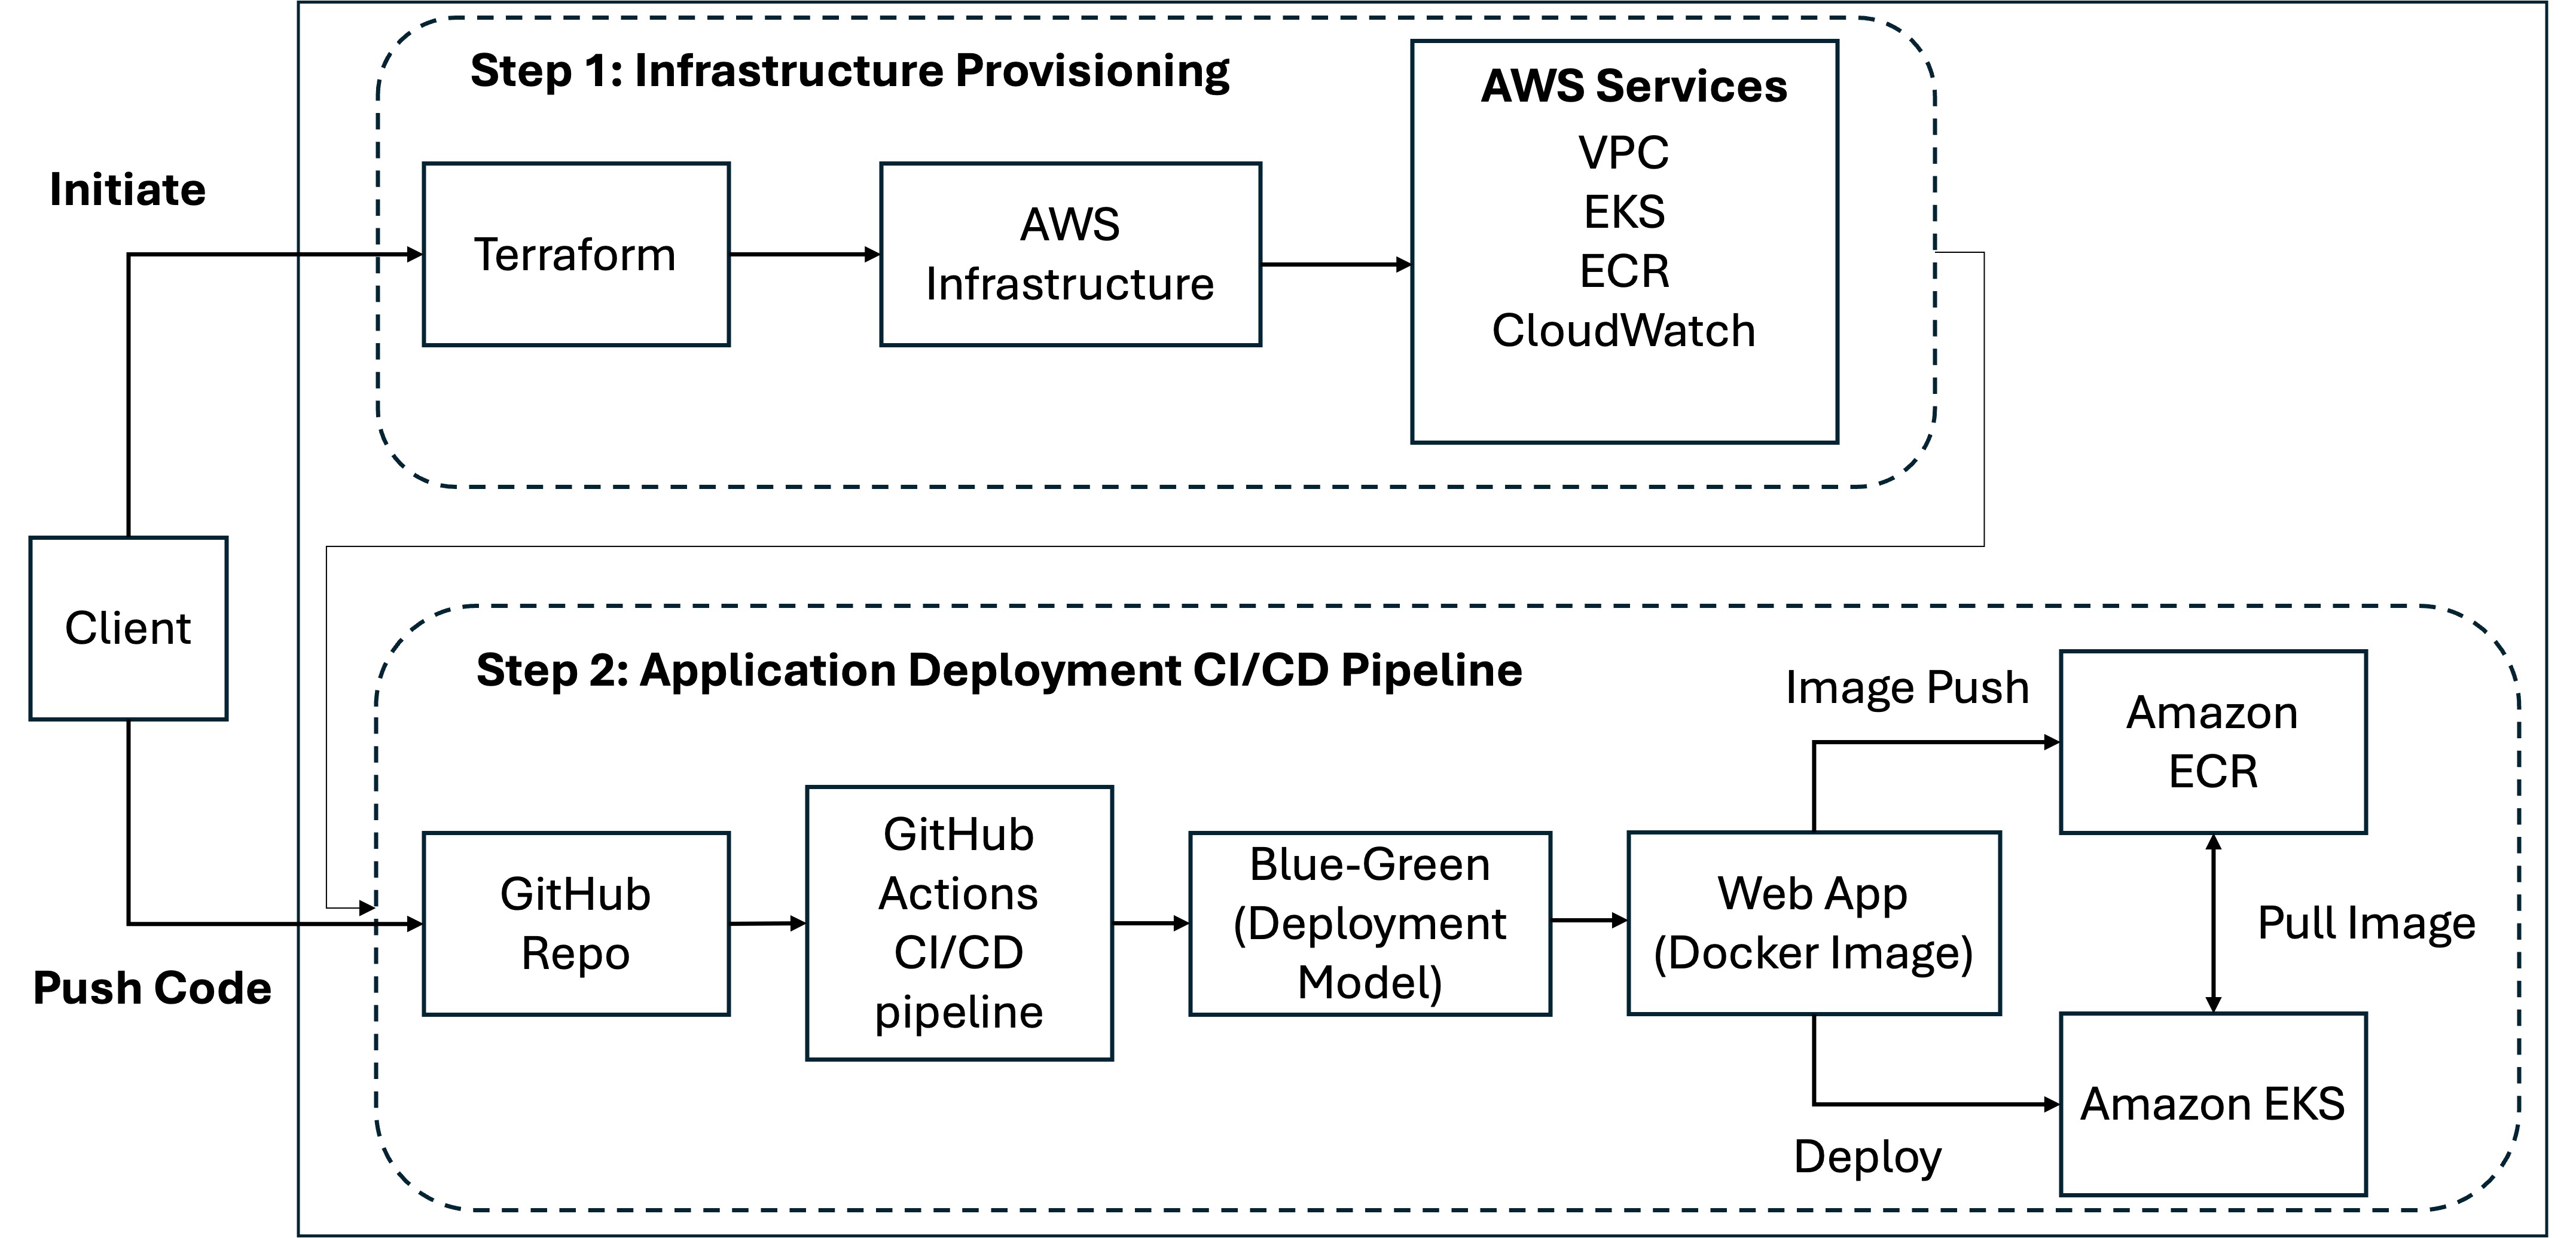 Step 1: Infrastructure Provisioning
AWS Services
VPC
EKS
ECR
CloudWatch
Initiate
Terraform
AWS
Infrastructure
Client
Step 2: Application Deployment CI/CD Pipeline
Image Push
Amazon
ECR
GitHub
Repo
GitHub
Actions
CI/CD
pipeline
Blue-Green
(Deployment
Model)
Web App
(Docker Image)
Pull Image
Push Code
Amazon EKS
Deploy